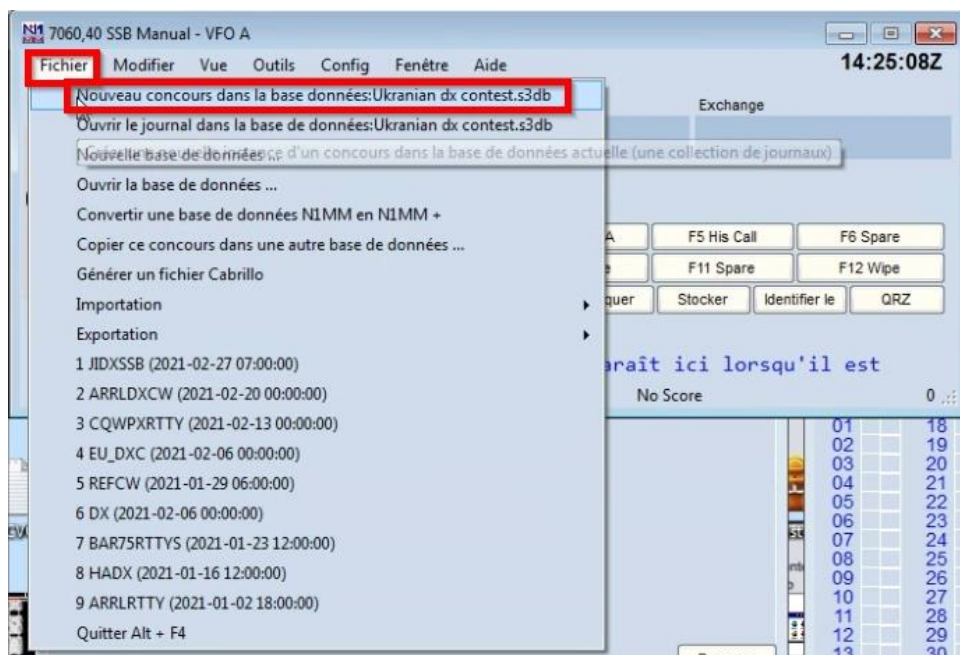 7060,40 SSB Manual - VFO A
Fichier Modifier Vue Outils Config Fenêtre Aide 14:25:08Z
Nouveau concours dans la base données:Ukranian dx contest.s3db
Exchange
Ouvrir le journal dans la base de données:Ukranian dx contest.s3db
Nouvelle base de données ...
d'un concours dans la base de données actuelle (une collection de journaux)
Ouvrir la base de données ...
Convertir une base de données N1MM en N1MM +
Copier ce concours dans une autre base de données ...
F5 His Call F6 Spare
Générer un fichier Cabrillo
F11 Spare F12 Wipe
Importation
quer Stocker Identifier le QRZ
Exportation
1 JIDXSSB (2021-02-27 07:00:00)
araît ici lorsqu'il est
2 ARRLDXCW (2021-02-20 00:00:00)
No Score 0
3 CQWPXRTTY (2021-02-13 00:00:00)
4 EU_DXC (2021-02-06 00:00:00)
5 REFCW (2021-01-29 06:00:00)
6 DX (2021-02-06 00:00:00)
7 BAR75RTTYS (2021-01-23 12:00:00)
8 HADX (2021-01-16 12:00:00)
9 ARRLRTTY (2021-01-02 18:00:00)
Quitter Alt + F4
01 18
02 19
03 20
04 21
05 22
06 23
07 24
08 25
09 26
10 27
11 28
12 29
13 30